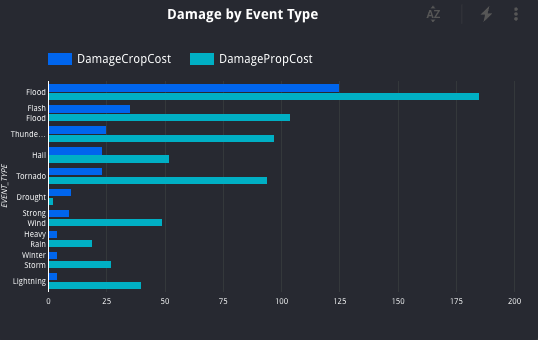 Damage by Event Type
AZ
DamageCropCost DamagePropCost
EVENT_TYPE
Flood
Flash
Flood
Thunde...
Hail
Tornado
Drought
Strong
Wind
Heavy
Rain
Winter
Storm
Lightning
0 25 50 75 100 125 150 175 200